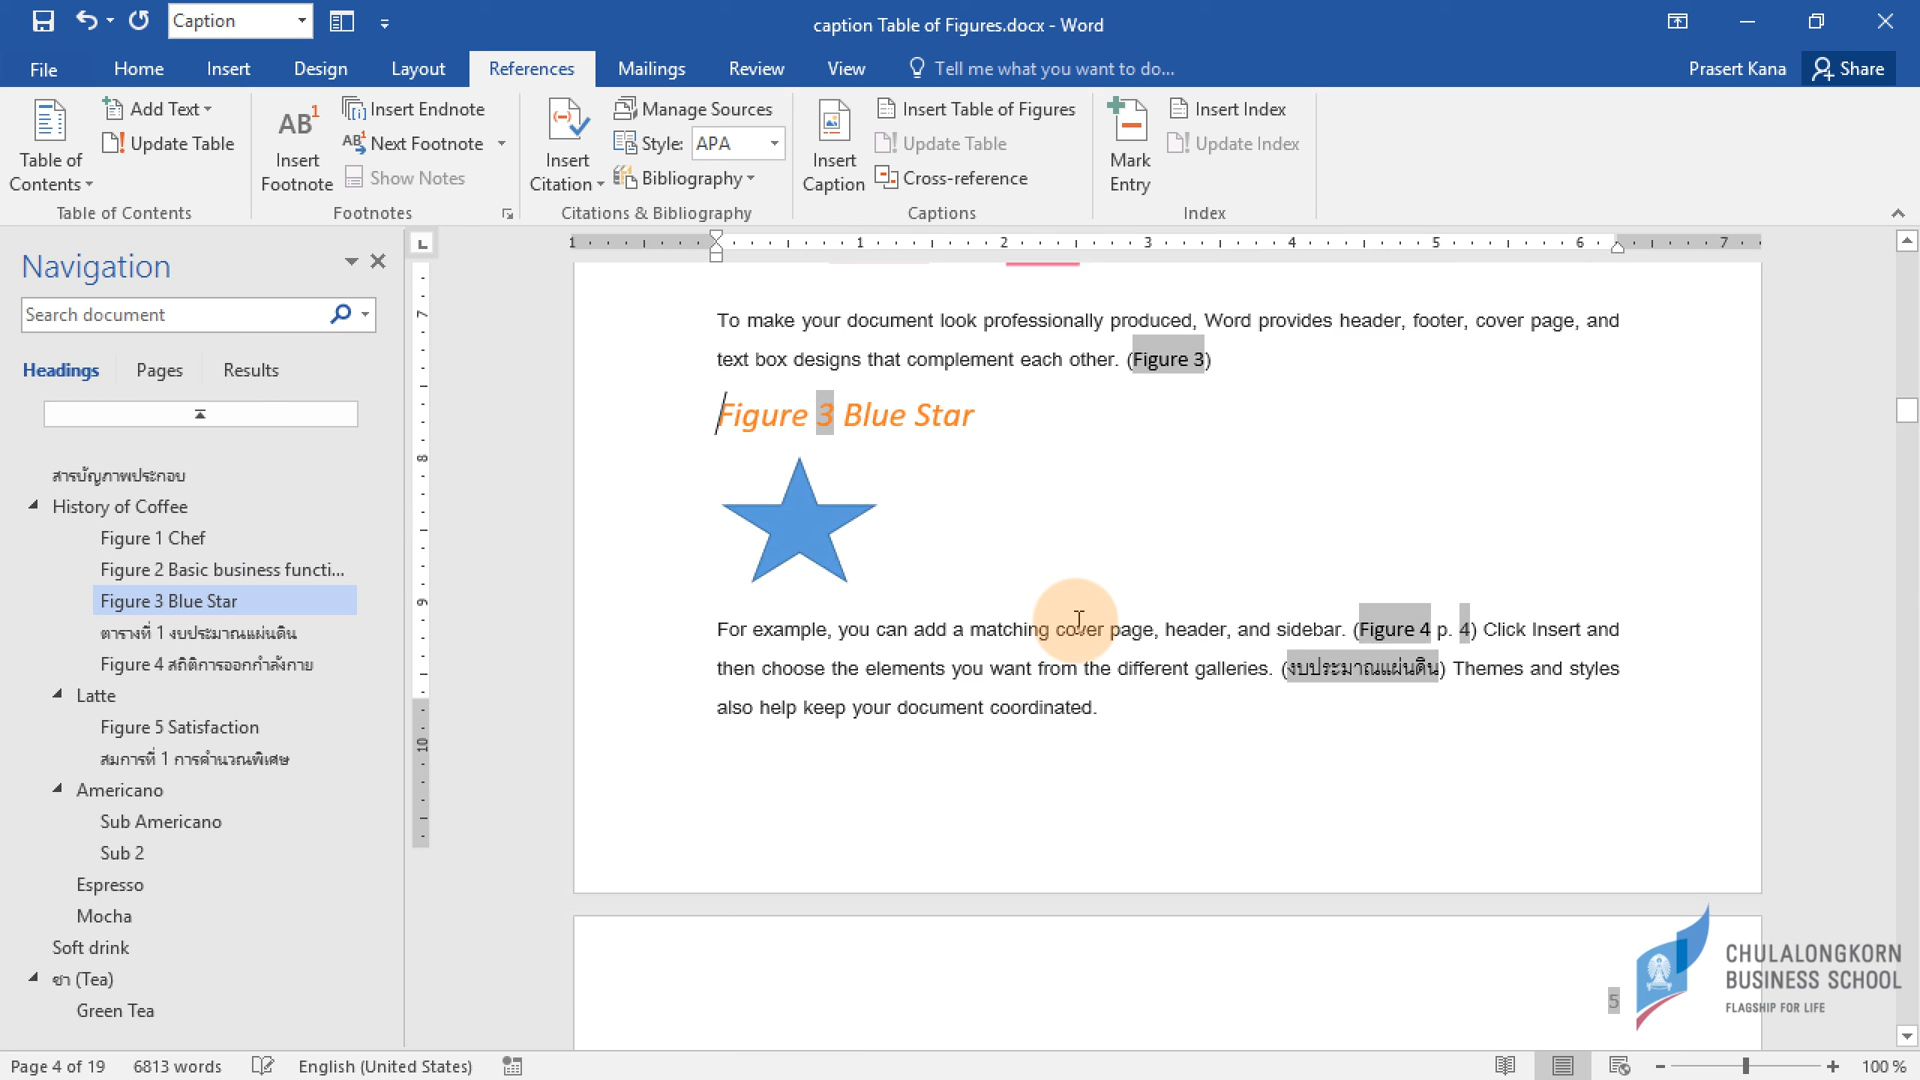 Caption
caption Table of Figures.docx - Word
File
Home
Insert
Design
Layout
References
Mailings
Review
View
Tell me what you want to do...
Prasert Kana
Share
Table of Contents
Add Text
Update Table
Table of Contents
AB1
Insert Footnote
Insert Endnote
Next Footnote
Show Notes
Footnotes
Insert Citation
Manage Sources
Style: APA
Bibliography
Citations & Bibliography
Insert Caption
Insert Table of Figures
Update Table
Cross-reference
Captions
Mark Entry
Insert Index
Update Index
Index
Navigation
Search document
Headings
Pages
Results
สารบัญภาพประกอบ
History of Coffee
Figure 1 Chef
Figure 2 Basic business functi...
Figure 3 Blue Star
ตารางที่ 1 งบประมาณแผ่นดิน
Figure 4 สถิติการออกกำลังกาย
Latte
Figure 5 Satisfaction
สมการที่ 1 การคำนวณพิเศษ
Americano
Sub Americano
Sub 2
Espresso
Mocha
Soft drink
ชา (Tea)
Green Tea
L
1 1 2 3 4 5 6 7
7
8
9
10
To make your document look professionally produced, Word provides header, footer, cover page, and
text box designs that complement each other. (Figure 3)
Figure 3 Blue Star
For example, you can add a matching cover page, header, and sidebar. (Figure 4 p. 4) Click Insert and
then choose the elements you want from the different galleries. (งบประมาณแผ่นดิน) Themes and styles
also help keep your document coordinated.
5
CHULALONGKORN
BUSINESS SCHOOL
FLAGSHIP FOR LIFE
Page 4 of 19
6813 words
English (United States)
100 %